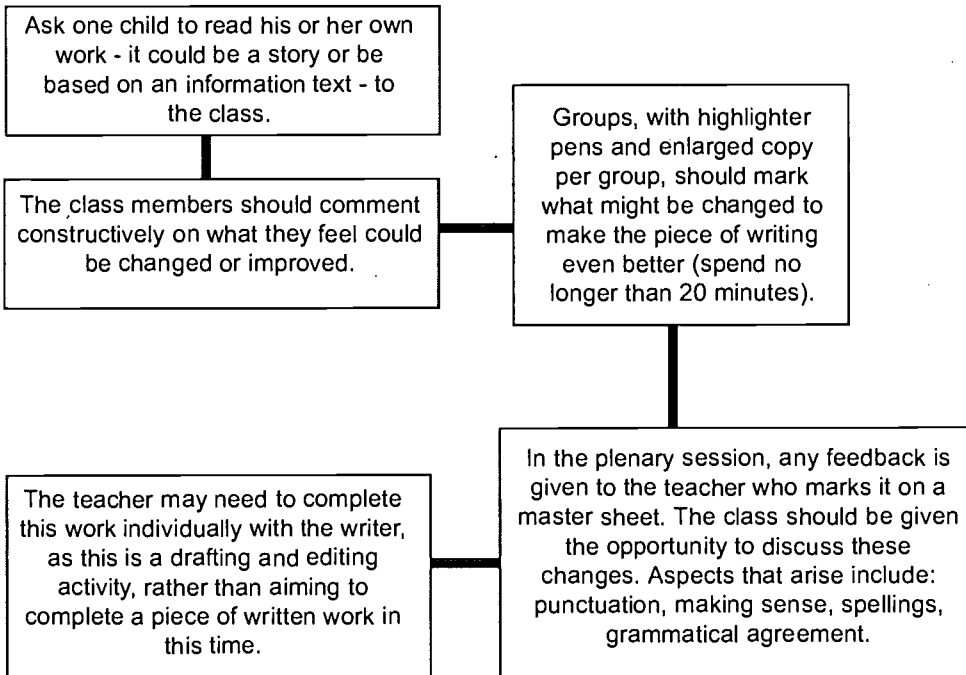 Ask one child to read his or her own
work - it could be a story or be
based on an information text - to
the class.
The class members should comment
constructively on what they feel could
be changed or improved.
Groups, with highlighter
pens and enlarged copy
per group, should mark
what might be changed to
make the piece of writing
even better (spend no
longer than 20 minutes).
In the plenary session, any feedback is
given to the teacher who marks it on a
master sheet. The class should be given
the opportunity to discuss these
changes. Aspects that arise include:
punctuation, making sense, spellings,
grammatical agreement.
The teacher may need to complete
this work individually with the writer,
as this is a drafting and editing
activity, rather than aiming to
complete a piece of written work in
this time.